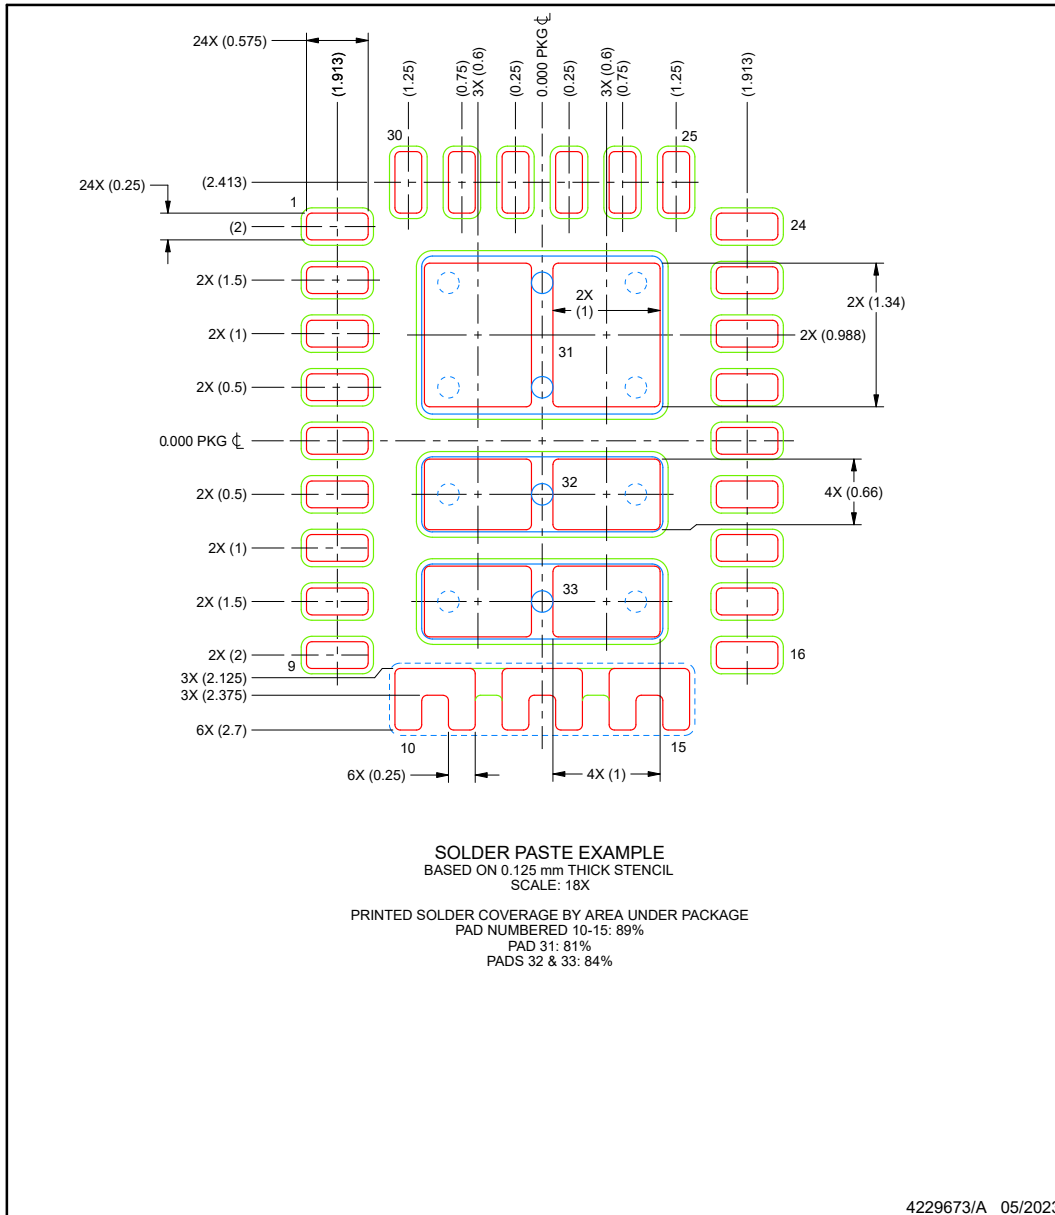 0.000 PKG ℄
24X (0.575)
(1.913)
(1.25)
(0.75)
3X (0.6)
(0.25)
(0.25)
3X (0.6)
(0.75)
(1.25)
(1.913)
30
25
24X (0.25)
(2.413)
1
(2)
24
2X (1.5)
2X
(1)
2X (1.34)
2X (1)
2X (0.988)
31
2X (0.5)
0.000 PKG ℄
32
2X (0.5)
4X (0.66)
2X (1)
33
2X (1.5)
2X (2)
9
16
3X (2.125)
3X (2.375)
6X (2.7)
10
15
6X (0.25)
4X (1)
SOLDER PASTE EXAMPLE
BASED ON 0.125 mm THICK STENCIL
SCALE: 18X
PRINTED SOLDER COVERAGE BY AREA UNDER PACKAGE
PAD NUMBERED 10-15: 89%
PAD 31: 81%
PADS 32 & 33: 84%
4229673/A 05/2023